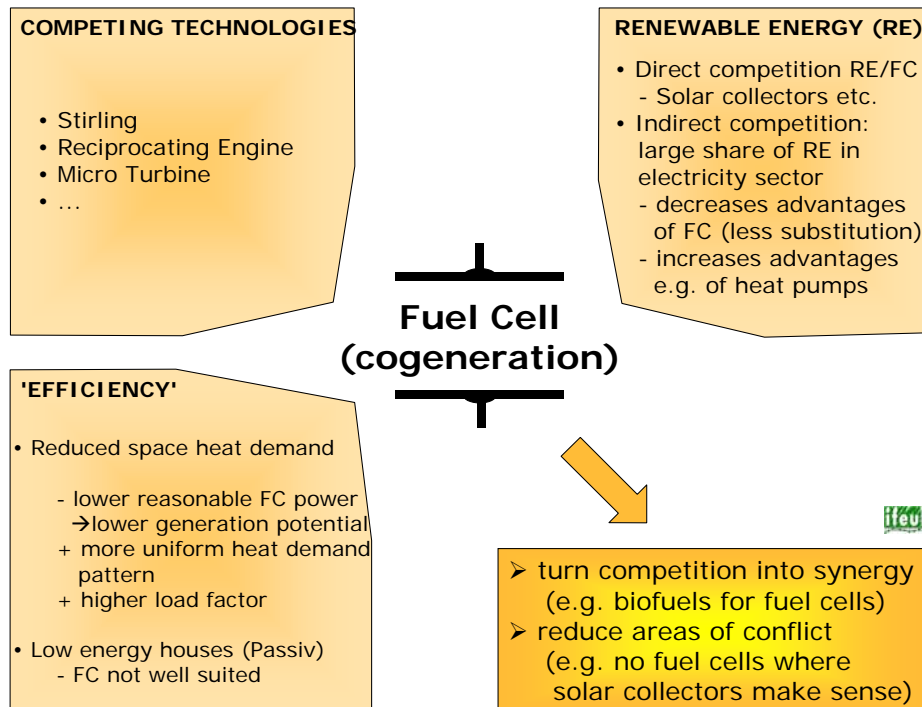 COMPETING TECHNOLOGIES
• Stirling
• Reciprocating Engine
• Micro Turbine
• ...
RENEWABLE ENERGY (RE)
• Direct competition RE/FC
- Solar collectors etc.
• Indirect competition:
large share of RE in
electricity sector
- decreases advantages
of FC (less substitution)
- increases advantages
e.g. of heat pumps
Fuel Cell
(cogeneration)
'EFFICIENCY'
• Reduced space heat demand
- lower reasonable FC power
→lower generation potential
+ more uniform heat demand
pattern
+ higher load factor
• Low energy houses (Passiv)
- FC not well suited
ifeu
➢ turn competition into synergy
(e.g. biofuels for fuel cells)
➢ reduce areas of conflict
(e.g. no fuel cells where
solar collectors make sense)